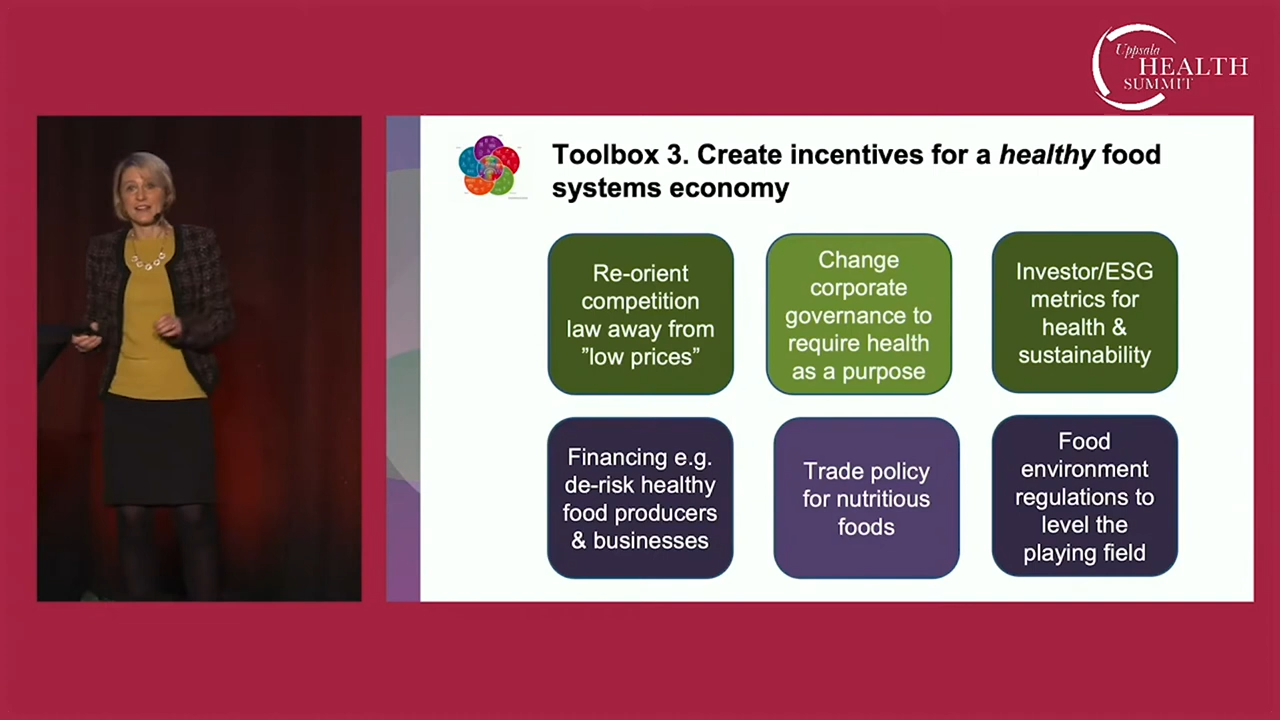 Uppsala
HEALTH
SUMMIT
Toolbox 3. Create incentives for a healthy food
systems economy
Re-orient
competition
law away from
”low prices”
Change
corporate
governance to
require health
as a purpose
Investor/ESG
metrics for
health &
sustainability
Financing e.g.
de-risk healthy
food producers
& businesses
Trade policy
for nutritious
foods
Food
environment
regulations to
level the
playing field